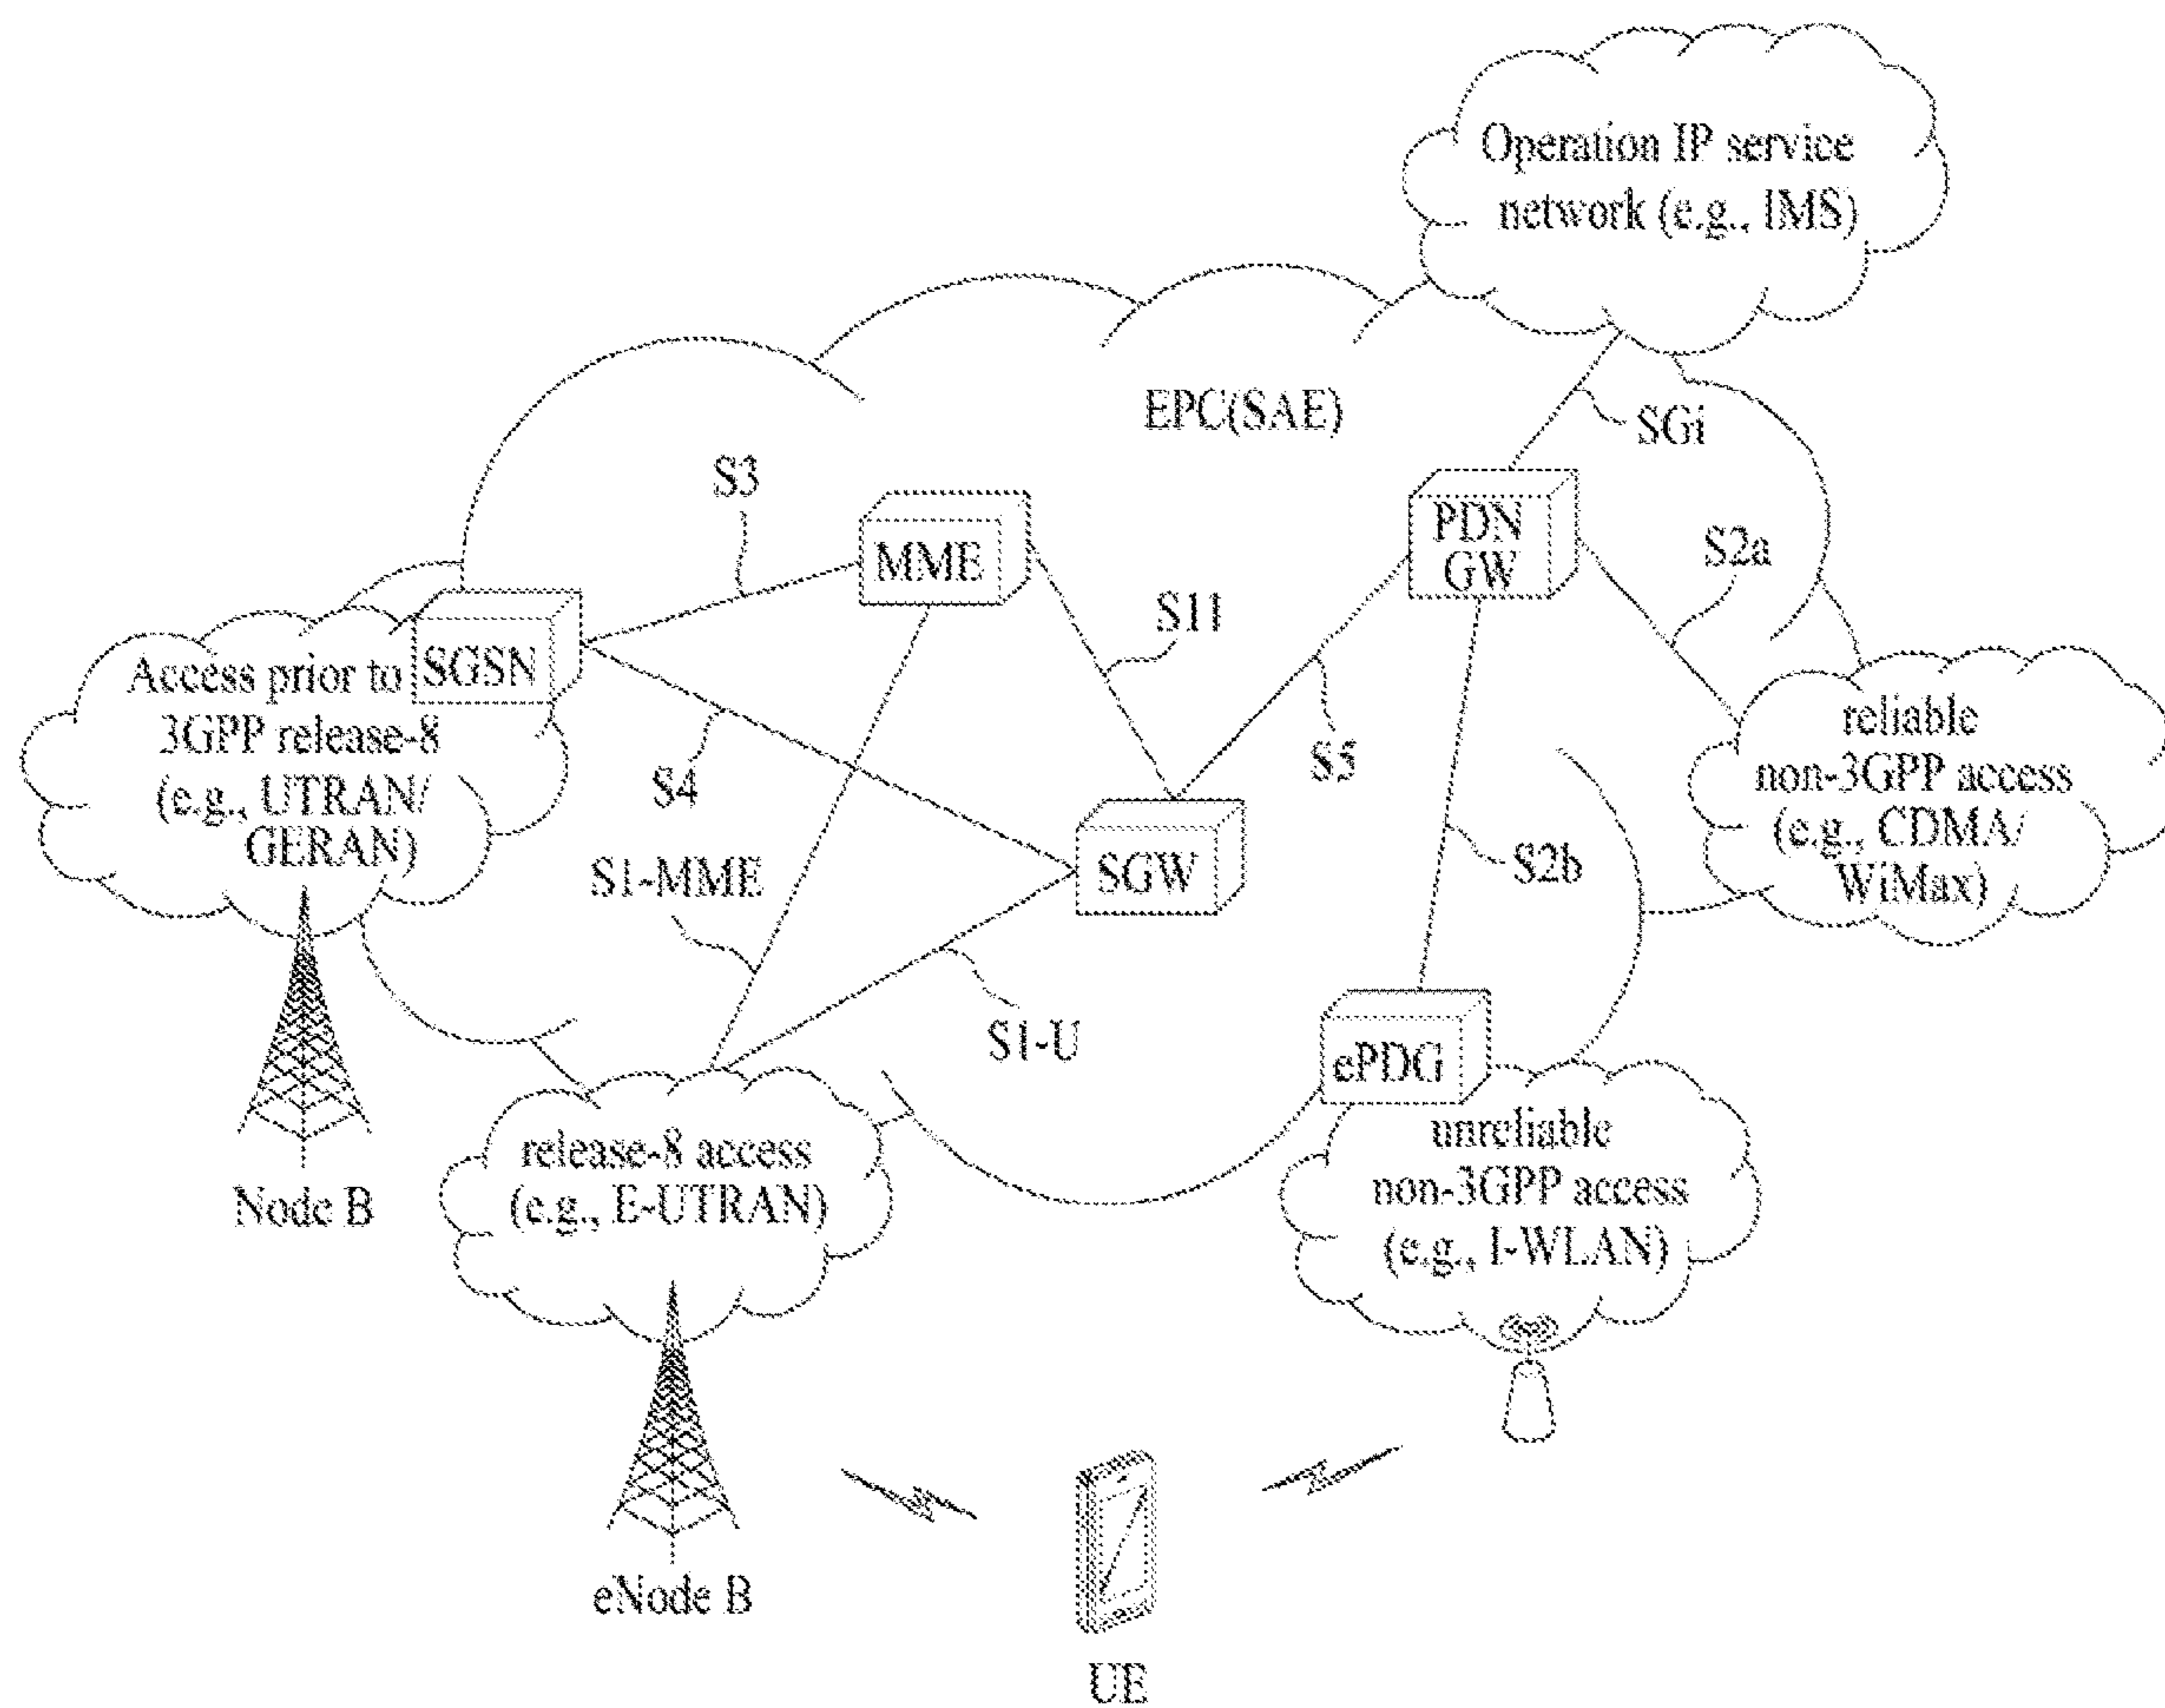 Operation IP service
network (e.g., IMS)
EPC(SAE)
SGi
S3
MME
PDN
GW
S2a
S11
SGSN
Access prior to
3GPP release-8
(e.g., UTRAN/
GERAN)
S4
S5
reliable
non-3GPP access
(e.g., CDMA/
WiMax)
S1-MME
SGW
S2b
S1-U
ePDG
unreliable
non-3GPP access
(e.g., I-WLAN)
release-8 access
(e.g., E-UTRAN)
Node B
eNode B
UE